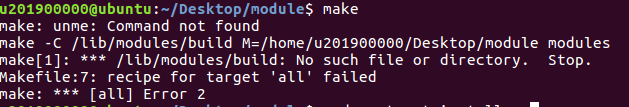 u201900000@ubuntu:~/Desktop/module$ make
make: unme: Command not found
make -C /lib/modules/build M=/home/u201900000/Desktop/module modules
make[1]: *** /lib/modules/build: No such file or directory.  Stop.
Makefile:7: recipe for target 'all' failed
make: *** [all] Error 2